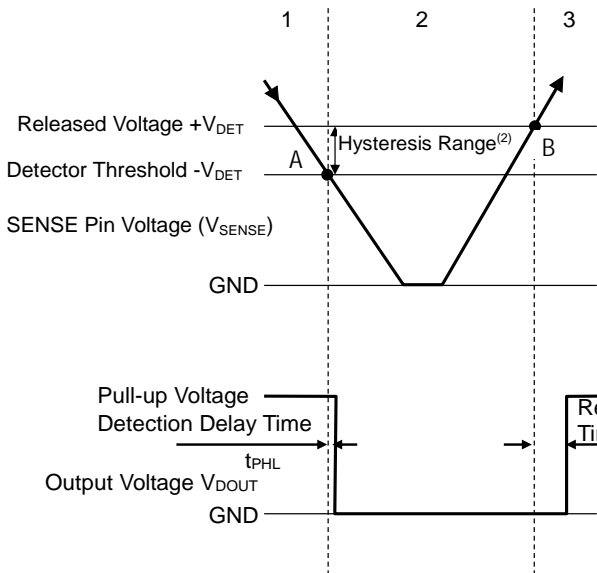 1 2 3
Released Voltage +VDET
Hysteresis Range(2)
A
B
Detector Threshold -VDET
SENSE Pin Voltage (VSENSE)
GND
Pull-up Voltage
Detection Delay Time
tPHL
Output Voltage VDOUT
GND